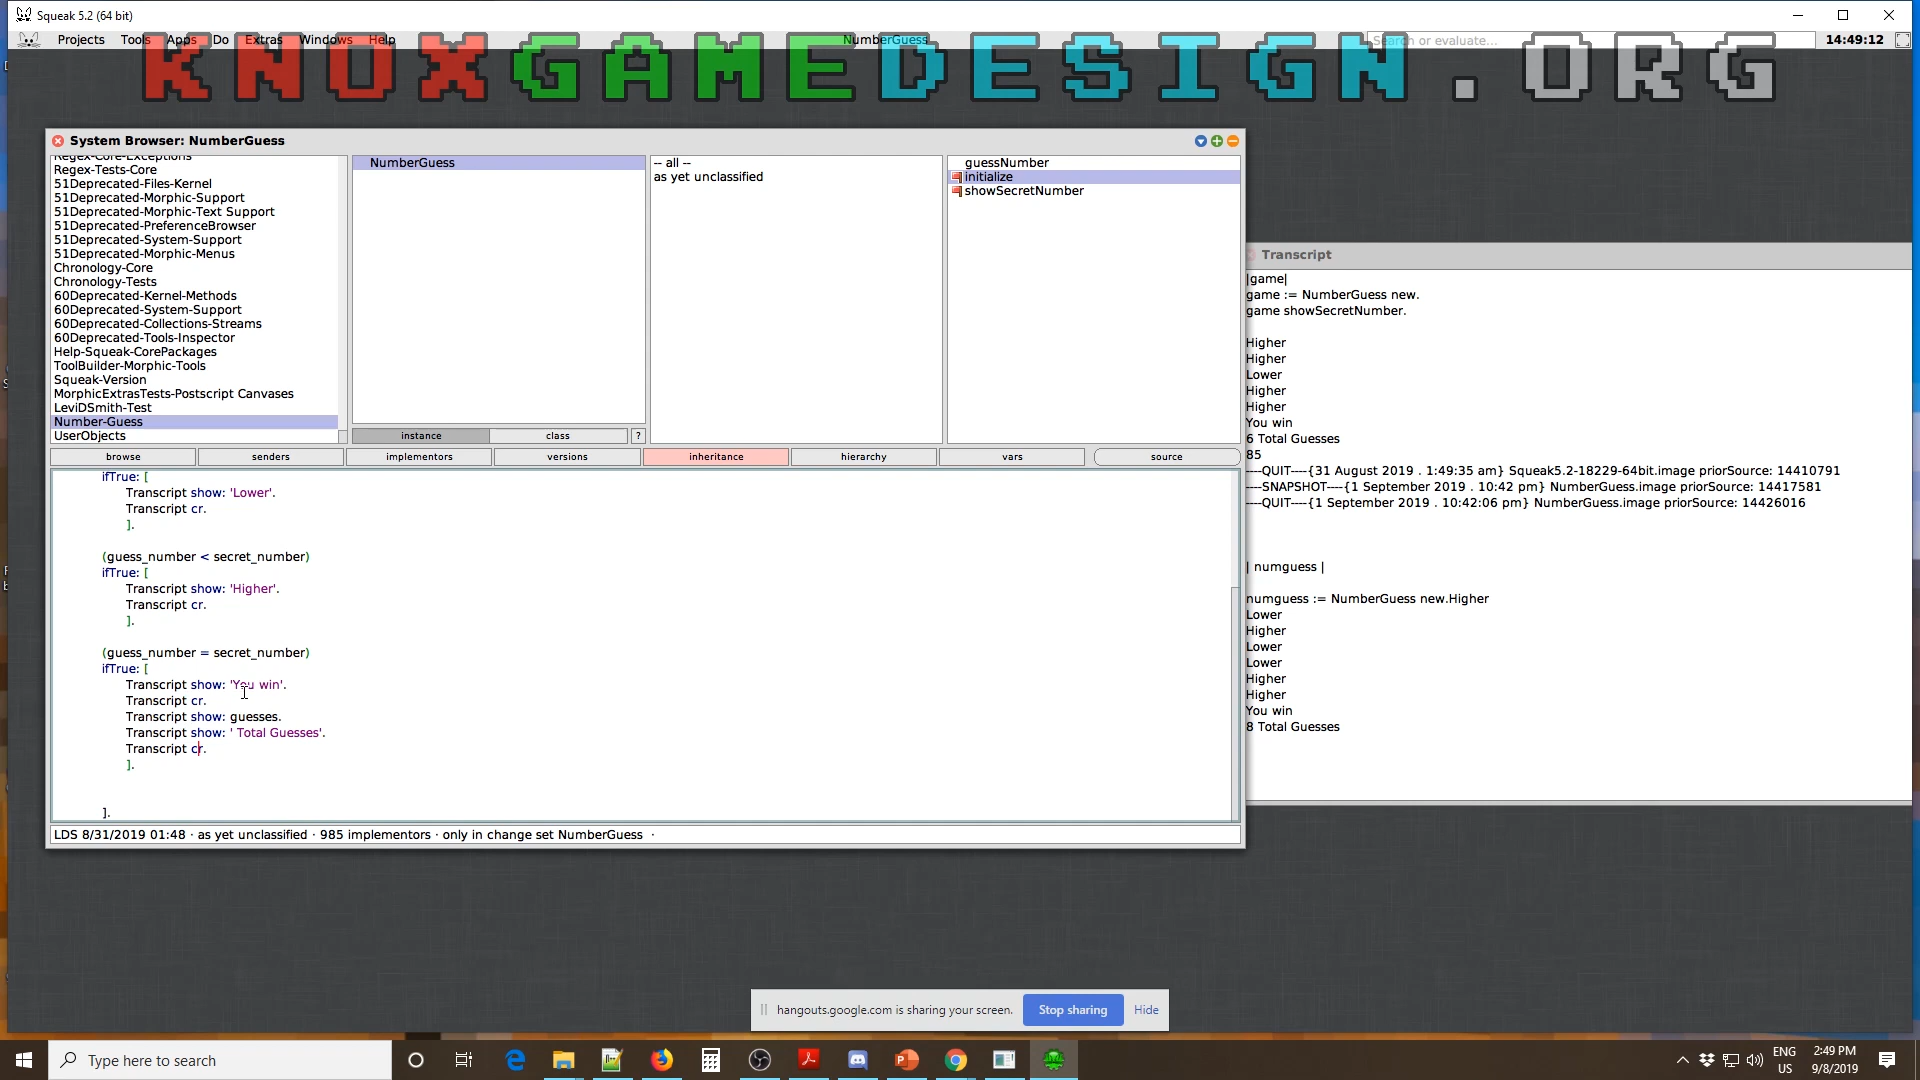 Squeak 5.2 (64 bit)
Projects Tools Apps Do Extras Windows Help NumberGuess Search or evaluate... 14:49:12
KNOXGAMEDESIGN.ORG
System Browser: NumberGuess
Regex-Core-Exceptions
Regex-Tests-Core
51Deprecated-Files-Kernel
51Deprecated-Morphic-Support
51Deprecated-Morphic-Text Support
51Deprecated-PreferenceBrowser
51Deprecated-System-Support
51Deprecated-Morphic-Menus
Chronology-Core
Chronology-Tests
60Deprecated-Kernel-Methods
60Deprecated-System-Support
60Deprecated-Collections-Streams
60Deprecated-Tools-Inspector
Help-Squeak-CorePackages
ToolBuilder-Morphic-Tools
Squeak-Version
MorphicExtrasTests-Postscript Canvases
LeviDSmith-Test
Number-Guess
UserObjects
NumberGuess
instance class ?
-- all --
as yet unclassified
guessNumber
initialize
showSecretNumber
browse senders implementors versions inheritance hierarchy vars source
ifTrue: [
Transcript show: 'Lower'.
Transcript cr.
].
(guess_number < secret_number)
ifTrue: [
Transcript show: 'Higher'.
Transcript cr.
].
(guess_number = secret_number)
ifTrue: [
Transcript show: 'You win'.
Transcript cr.
Transcript show: guesses.
Transcript show: ' Total Guesses'.
Transcript cr.
].
].
LDS 8/31/2019 01:48 · as yet unclassified · 985 implementors · only in change set NumberGuess ·
Transcript
|game|
game := NumberGuess new.
game showSecretNumber.
Higher
Higher
Lower
Higher
Higher
You win
6 Total Guesses
85
----QUIT----{31 August 2019 . 1:49:35 am} Squeak5.2-18229-64bit.image priorSource: 14410791
----SNAPSHOT----{1 September 2019 . 10:42 pm} NumberGuess.image priorSource: 14417581
----QUIT----{1 September 2019 . 10:42:06 pm} NumberGuess.image priorSource: 14426016
| numguess |
numguess := NumberGuess new.Higher
Lower
Higher
Lower
Lower
Higher
Higher
You win
8 Total Guesses
hangouts.google.com is sharing your screen. Stop sharing Hide
Type here to search
ENG
US
2:49 PM
9/8/2019